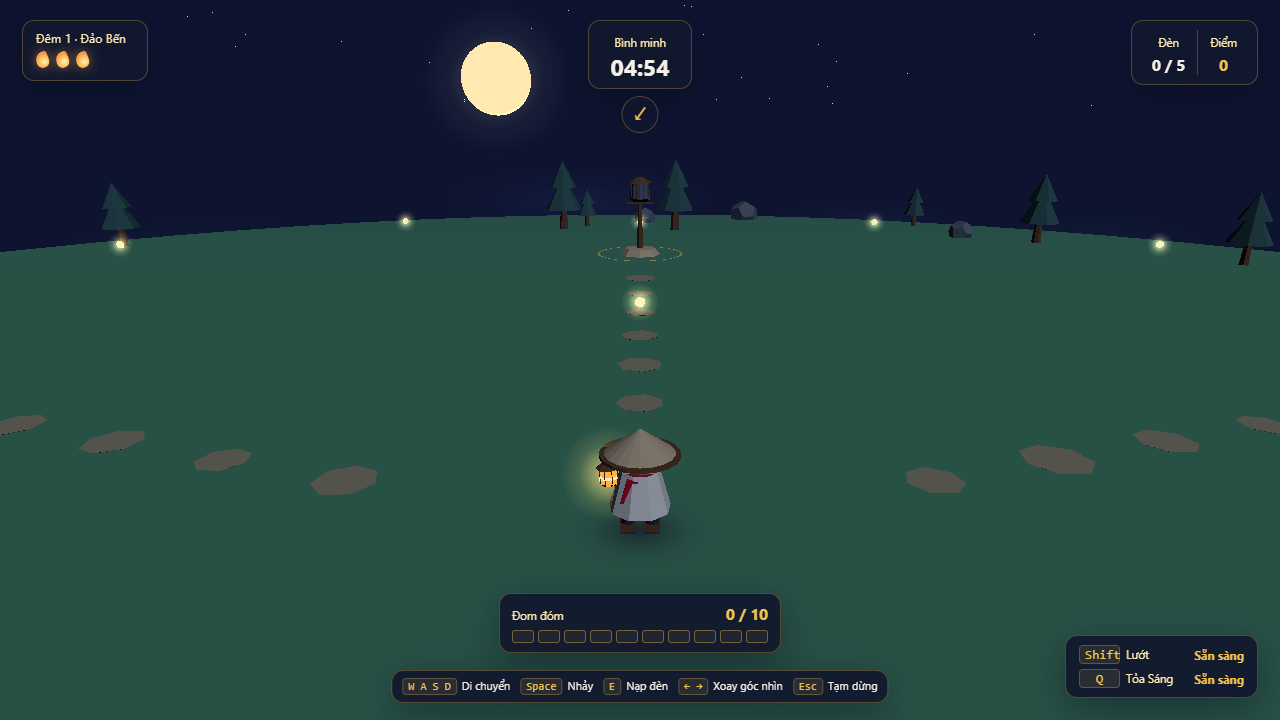 Đêm 1 · Đảo Bến
Bình minh
04:54
Đèn
0 / 5
Điểm
0
Đom đóm 0 / 10
Shift Lướt Sẵn sàng
Q Tỏa Sáng Sẵn sàng
W A S D Di chuyển Space Nhảy E Nạp đèn ← → Xoay góc nhìn Esc Tạm dừng